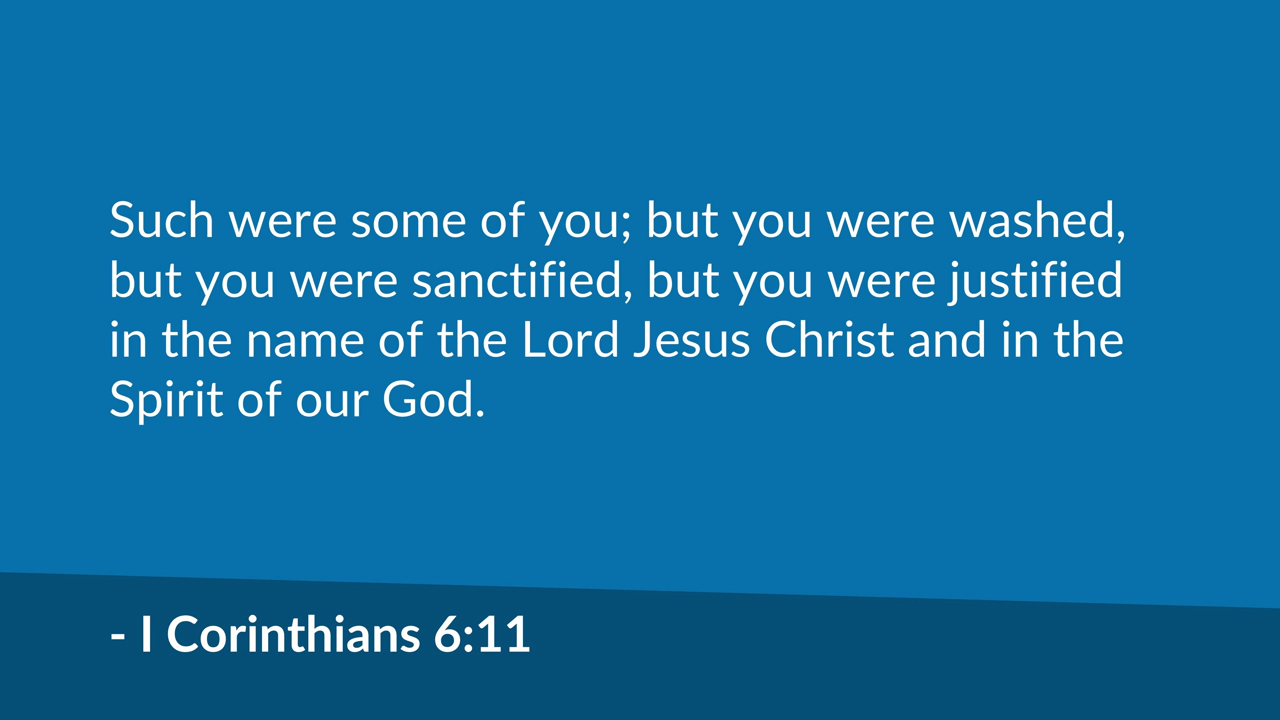 Such were some of you; but you were washed,
but you were sanctified, but you were justified
in the name of the Lord Jesus Christ and in the
Spirit of our God.
- I Corinthians 6:11